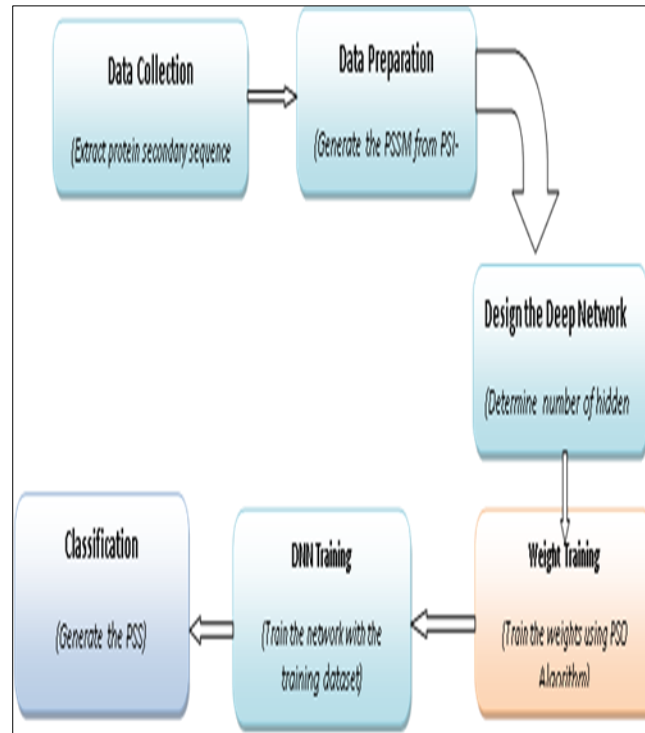 Data Collection
(Extract protein secondary sequence
Data Preparation
(Generate the PSSM from PSI-
Design the Deep Network
(Determine number of hidden
Weight Training
(Train the weights using PSO
Algorithm)
DNN Training
(Train the network with the
training dataset)
Classification
(Generate the PSS)